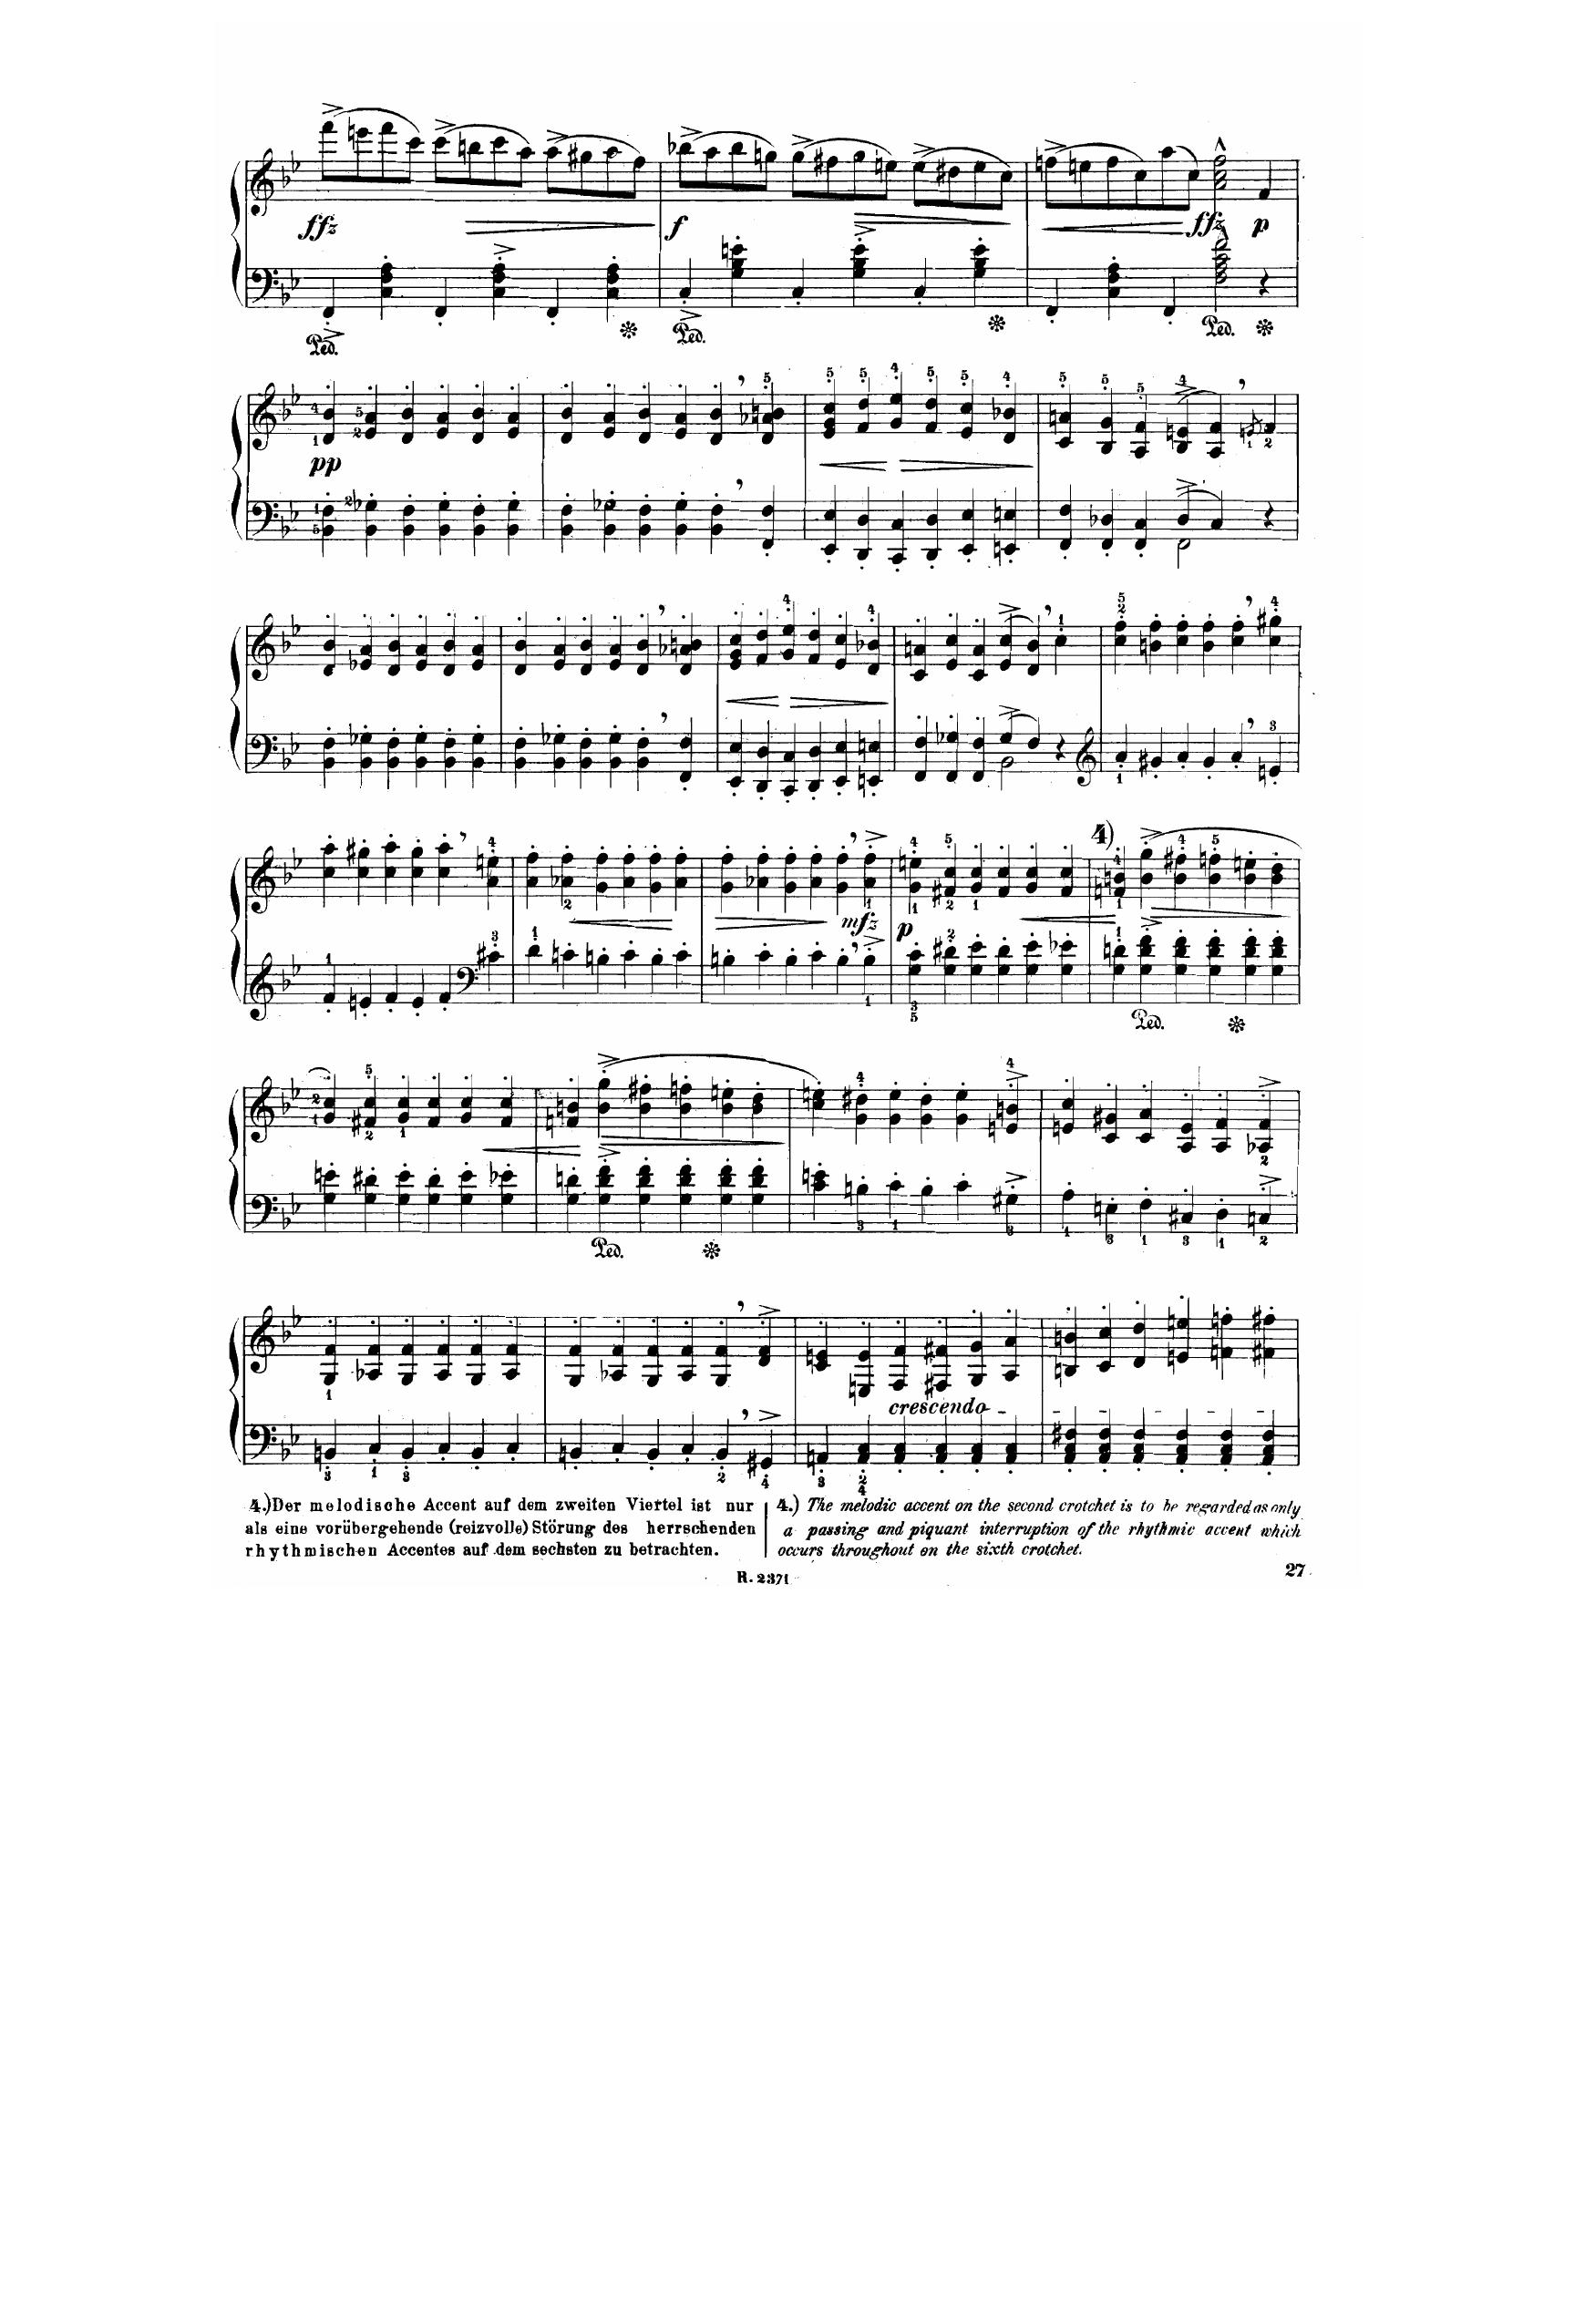 ffz
f
ffz
p
Ped.
Ped.
Ped.
pp
mfz
p
4)
Ped.
Ped.
crescendo
4.) Der melodische Accent auf dem zweiten Viertel ist nur
als eine vorübergehende (reizvolle) Störung des herrschenden
rhythmischen Accentes auf dem sechsten zu betrachten.
4.) The melodic accent on the second crotchet is to be regarded as only
a passing and piquant interruption of the rhythmic accent which
occurs throughout on the sixth crotchet.
R. 2371
27